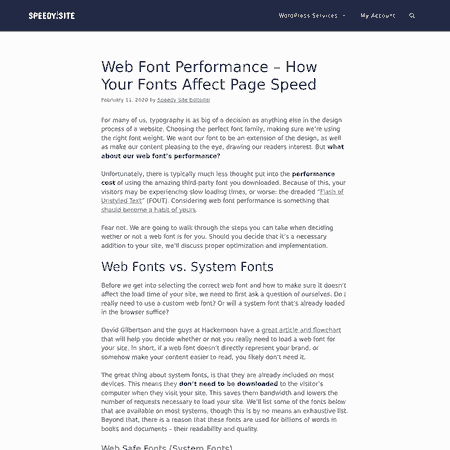 SPEEDY!SITE
WordPress Services
My Account
Web Font Performance – How
Your Fonts Affect Page Speed
February 11, 2020 by Speedy Site Editorial
For many of us, typography is as big of a decision as anything else in the design
process of a website. Choosing the perfect font family, making sure we're using
the right font weight. We want our font to be an extension of the design, as well
as make our content pleasing to the eye, drawing our readers interest. But what
about our web font's performance?
Unfortunately, there is typically much less thought put into the performance
cost of using the amazing third-party font you downloaded. Because of this, your
visitors may be experiencing slow loading times, or worse: the dreaded "Flash of
Unstyled Text" (FOUT). Considering web font performance is something that
should become a habit of yours.
Fear not. We are going to walk through the steps you can take when deciding
wether or not a web font is for you. Should you decide that it's a necessary
addition to your site, we'll discuss proper optimization and implementation.
Web Fonts vs. System Fonts
Before we get into selecting the correct web font and how to make sure it doesn't
affect the load time of your site, we need to first ask a question of ourselves. Do I
really need to use a custom web font? Or will a system font that's already loaded
in the browser suffice?
David Gilbertson and the guys at Hackernoon have a great article and flowchart
that will help you decide whether or not you really need to load a web font for
your site. In short, if a web font doesn't directly represent your brand, or
somehow make your content easier to read, you likely don't need it.
The great thing about system fonts, is that they are already included on most
devices. This means they don't need to be downloaded to the visitor's
computer when they visit your site. This saves them bandwidth and lowers the
number of requests necessary to load your site. We'll list some of the fonts below
that are available on most systems, though this is by no means an exhaustive list.
Beyond that, there is a reason that these fonts are used for billions of words in
books and documents – their readability and quality.
Web Safe Fonts (System Fonts)